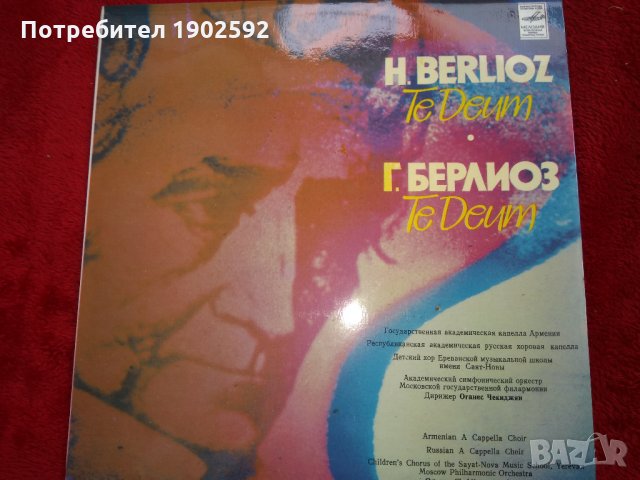 Потребител 1902592
МЕЛОДИЯ
H. BERLIOZ
Te Deum
Г. БЕРЛИОЗ
Te Deum
Государственная академическая капелла Армении
Республиканская академическая русская хоровая капелла
Детский хор Ереванской музыкальной школы
имени Саят-Новы
Академический симфонический оркестр
Московской государственной филармонии
Дирижер Оганес Чекиджян
Armenian A Cappella Choir
Russian A Cappella Choir
Children's Chorus of the Sayat-Nova Music School, Yerevan
Moscow Philharmonic Orchestra
BAZAR